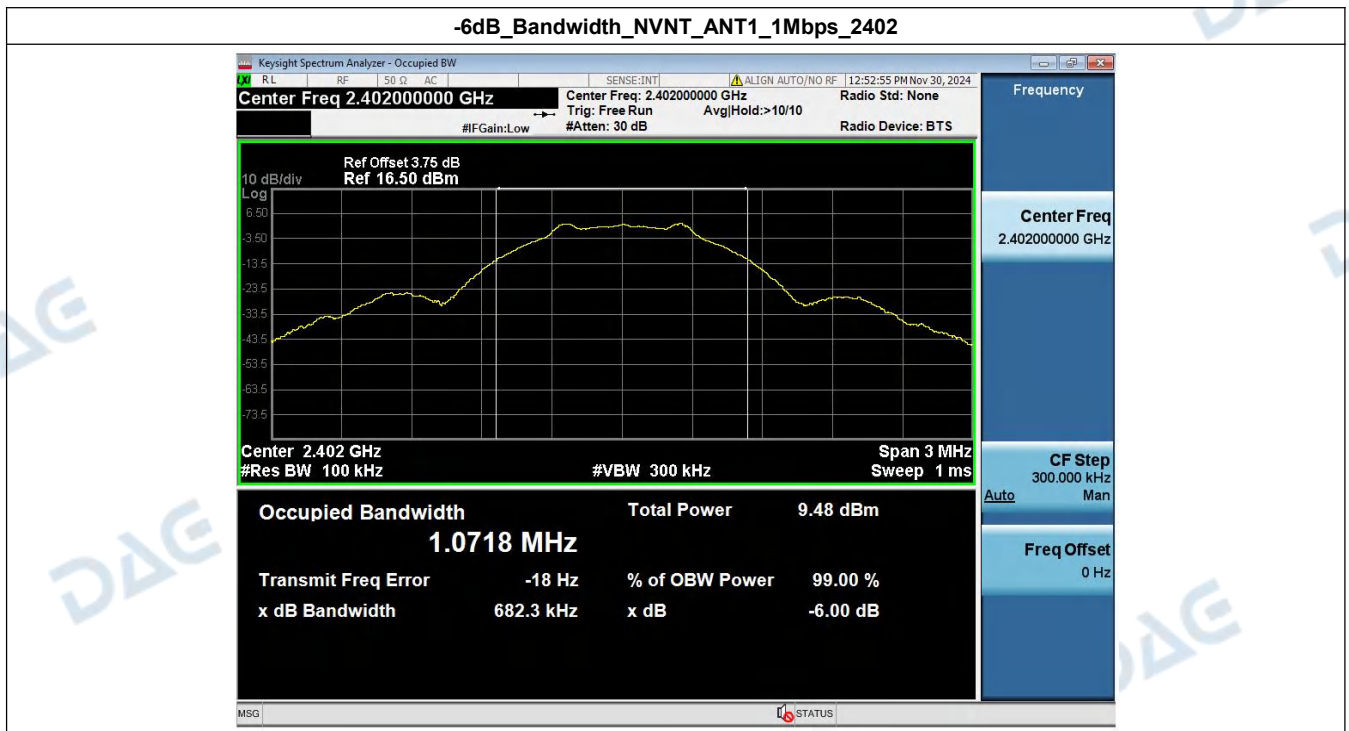 -6dB_Bandwidth_NVNT_ANT1_1Mbps_2402
Keysight Spectrum Analyzer - Occupied BW
LXI RL RF 50 Ω AC SENSE:INT ALIGN AUTO/NO RF 12:52:55 PM Nov 30, 2024
Center Freq 2.402000000 GHz
Center Freq: 2.402000000 GHz Radio Std: None
Trig: Free Run Avg|Hold:>10/10
#IFGain:Low #Atten: 30 dB Radio Device: BTS
Frequency
Ref Offset 3.75 dB
10 dB/div Ref 16.50 dBm
Log
6.50
-3.50
-13.5
-23.5
-33.5
-43.5
-53.5
-63.5
-73.5
Center 2.402 GHz Span 3 MHz
#Res BW 100 kHz #VBW 300 kHz Sweep 1 ms
Center Freq
2.402000000 GHz
CF Step
300.000 kHz
Auto Man
Freq Offset
0 Hz
Occupied Bandwidth Total Power 9.48 dBm
1.0718 MHz
Transmit Freq Error -18 Hz % of OBW Power 99.00 %
x dB Bandwidth 682.3 kHz x dB -6.00 dB
MSG STATUS
DAE
DAE